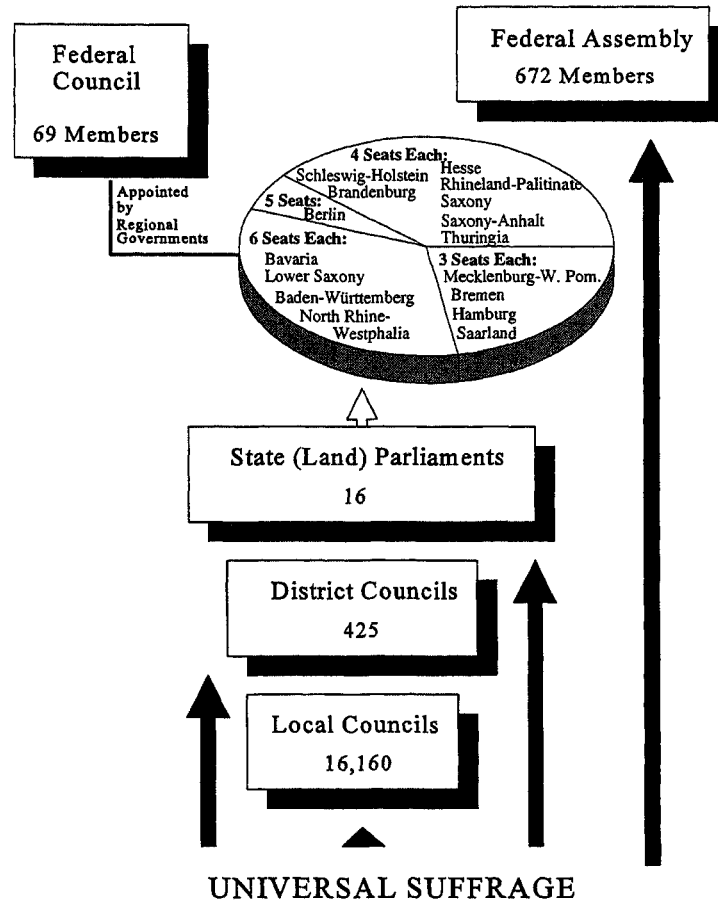 Federal
Council
69 Members
Federal Assembly
672 Members
Appointed
by
Regional
Governments
4 Seats Each:
Schleswig-Holstein
Brandenburg
Hesse
Rhineland-Palitinate
Saxony
Saxony-Anhalt
Thuringia
5 Seats:
Berlin
6 Seats Each:
Bavaria
Lower Saxony
Baden-Württemberg
North Rhine-
Westphalia
3 Seats Each:
Mecklenburg-W. Pom.
Bremen
Hamburg
Saarland
State (Land) Parliaments
16
District Councils
425
Local Councils
16,160
UNIVERSAL SUFFRAGE